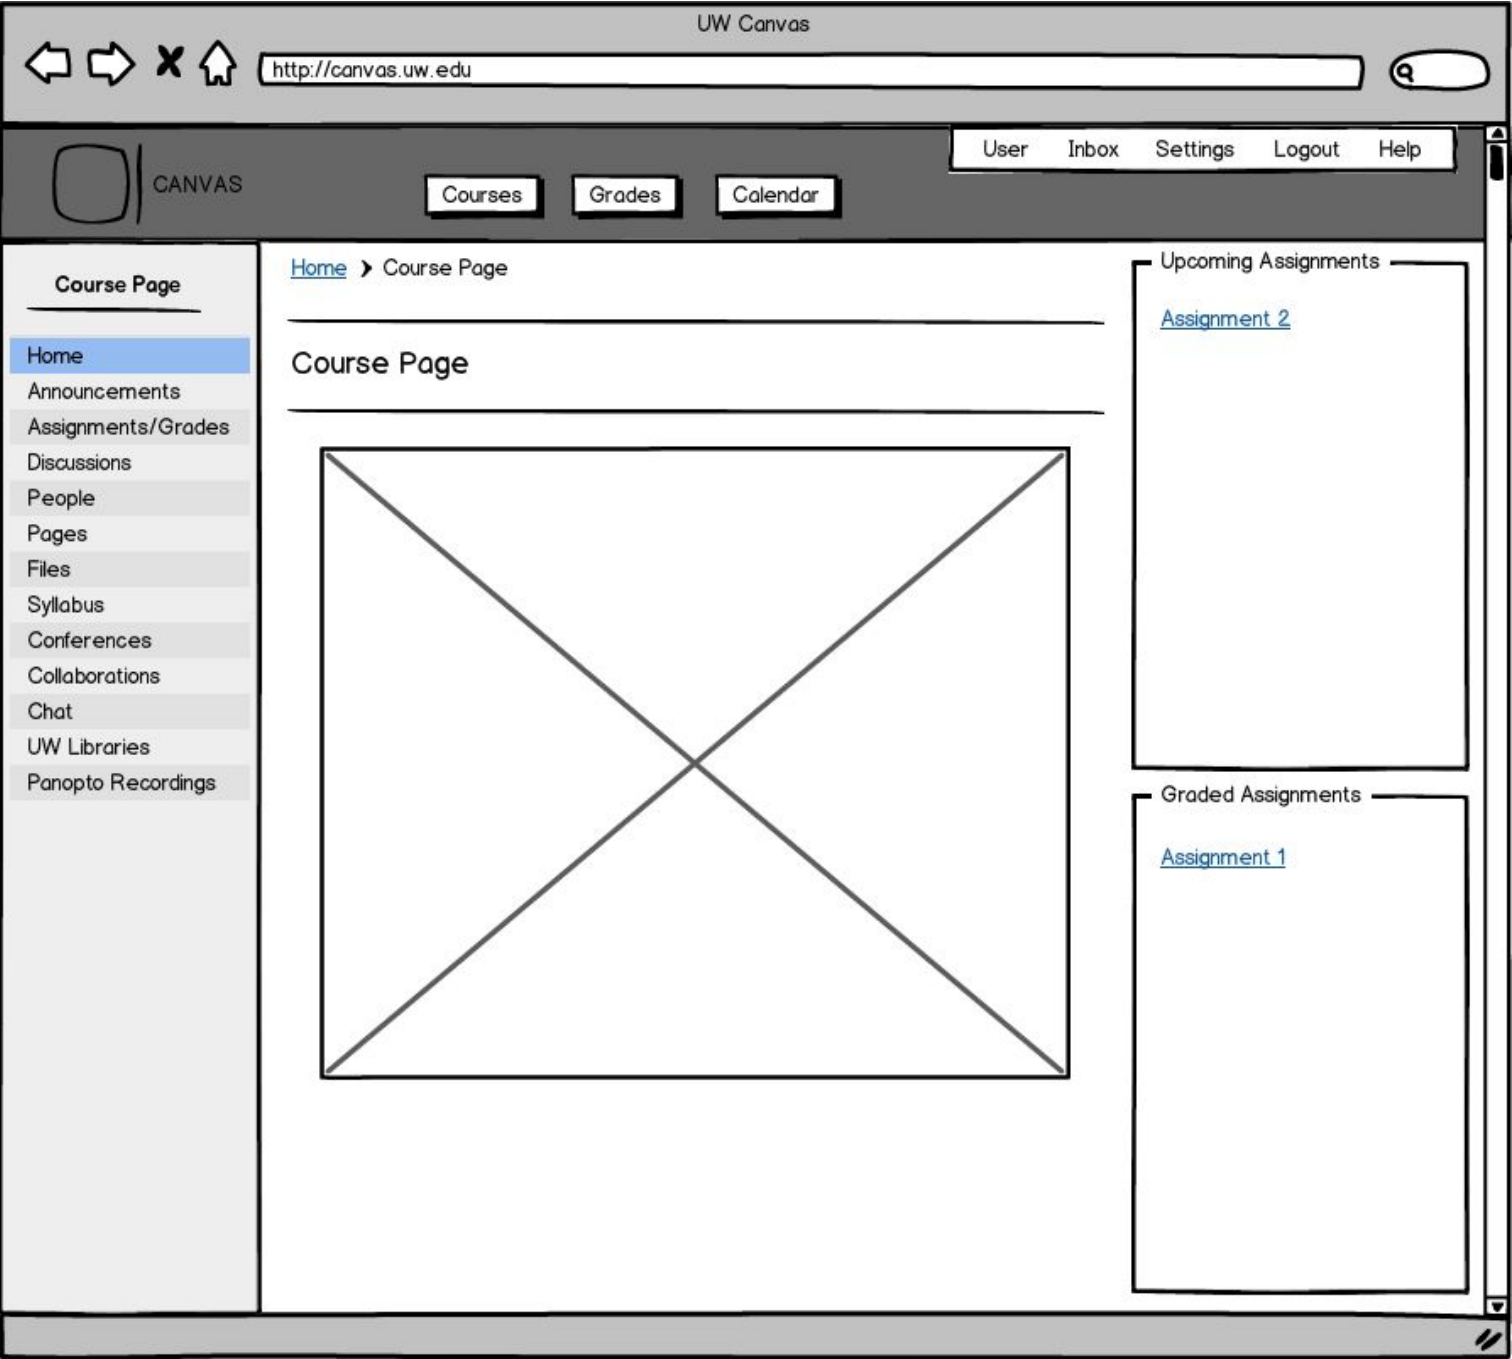 UW Canvas
http://canvas.uw.edu
User Inbox Settings Logout Help
CANVAS
Courses Grades Calendar
Course Page
Home
Announcements
Assignments/Grades
Discussions
People
Pages
Files
Syllabus
Conferences
Collaborations
Chat
UW Libraries
Panopto Recordings
Home > Course Page
Course Page
Upcoming Assignments
Assignment 2
Graded Assignments
Assignment 1